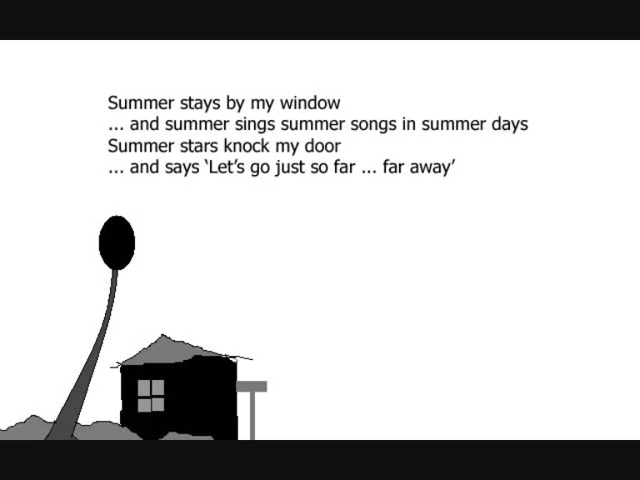 Summer stays by my window
... and summer sings summer songs in summer days
Summer stars knock my door
... and says ‘Let’s go just so far ... far away’